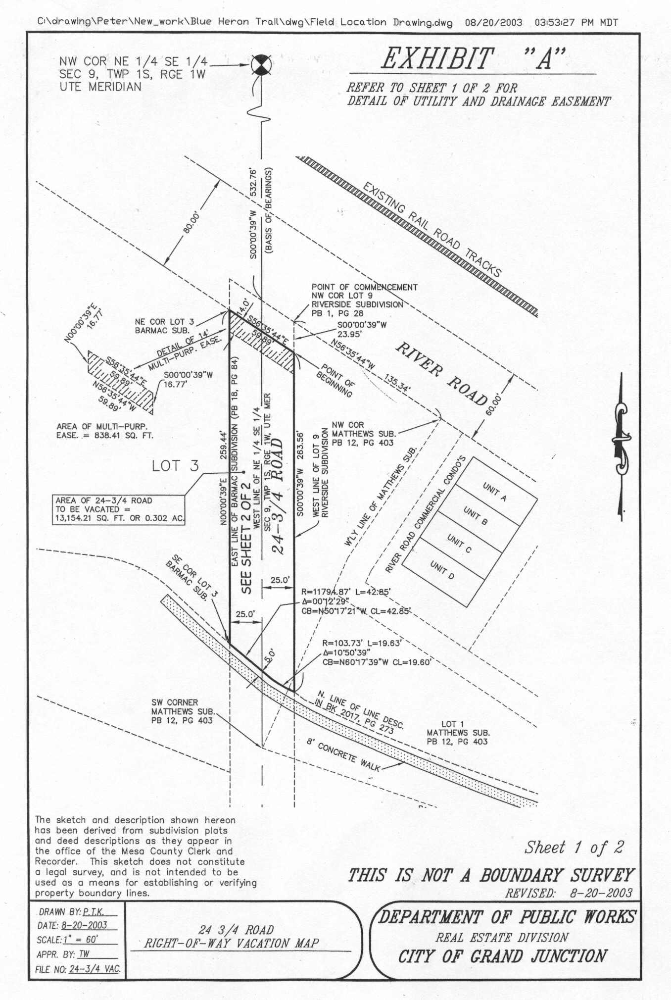 C:\drawing\Peter\New_work\Blue Heron Trail\dwg\Field Location Drawing.dwg 08/20/2003 03:53:27 PM MDT
EXHIBIT "A"
REFER TO SHEET 1 OF 2 FOR
DETAIL OF UTILITY AND DRAINAGE EASEMENT
NW COR NE 1/4 SE 1/4
SEC 9, TWP 1S, RGE 1W
UTE MERIDIAN
S00°00'39"W 532.76'
(BASIS OF BEARINGS)
EXISTING RAIL ROAD TRACKS
80.00'
POINT OF COMMENCEMENT
NW COR LOT 9
RIVERSIDE SUBDIVISION
PB 1, PG 28
S00°00'39"W
23.95'
N56°35'44"W 135.34'
RIVER ROAD
60.00'
NE COR LOT 3
BARMAC SUB.
14.0'
S56°35'44"E
59.89'
DETAIL OF 14'
MULTI-PURP. EASE.
N00°00'39"E
16.77'
S56°35'44"E
59.89'
N56°35'44"W
59.89'
S00°00'39"W
16.77'
AREA OF MULTI-PURP.
EASE. = 838.41 SQ. FT.
POINT OF
BEGINNING
NW COR
MATTHEWS SUB.
PB 12, PG 403
LOT 3
AREA OF 24-3/4 ROAD
TO BE VACATED =
13,154.21 SQ. FT. OR 0.302 AC.
N00°00'39"E 259.44'
EAST LINE OF BARMAC SUBDIVISION (PB 18, PG 84)
SEE SHEET 2 OF 2
WEST LINE OF NE 1/4 SE 1/4
SEC 9, TWP 1S, RGE 1W, UTE MER
24-3/4 ROAD
S00°00'39"W 263.56'
WEST LINE OF LOT 9
RIVERSIDE SUBDIVISION
W'LY LINE OF MATTHEWS SUB.
RIVER ROAD COMMERCIAL CONDO'S
UNIT A
UNIT B
UNIT C
UNIT D
SE COR LOT 3
BARMAC SUB.
25.0'
25.0'
R=11794.87' L=42.85'
Δ=00°12'29"
CB=N50°17'21"W CL=42.85'
R=103.73' L=19.63'
Δ=10°50'39"
CB=N60°17'39"W CL=19.60'
5.0'
SW CORNER
MATTHEWS SUB.
PB 12, PG 403
N. LINE OF LINE DESC.
IN BK 2017, PG 273
LOT 1
MATTHEWS SUB.
PB 12, PG 403
8' CONCRETE WALK
The sketch and description shown hereon
has been derived from subdivision plats
and deed descriptions as they appear in
the office of the Mesa County Clerk and
Recorder. This sketch does not constitute
a legal survey, and is not intended to be
used as a means for establishing or verifying
property boundary lines.
Sheet 1 of 2
THIS IS NOT A BOUNDARY SURVEY
REVISED: 8-20-2003
DRAWN BY: P.T.K.
DATE: 8-20-2003
SCALE: 1" = 60'
APPR. BY: TW
FILE NO: 24-3/4 VAC.
24 3/4 ROAD
RIGHT-OF-WAY VACATION MAP
DEPARTMENT OF PUBLIC WORKS
REAL ESTATE DIVISION
CITY OF GRAND JUNCTION